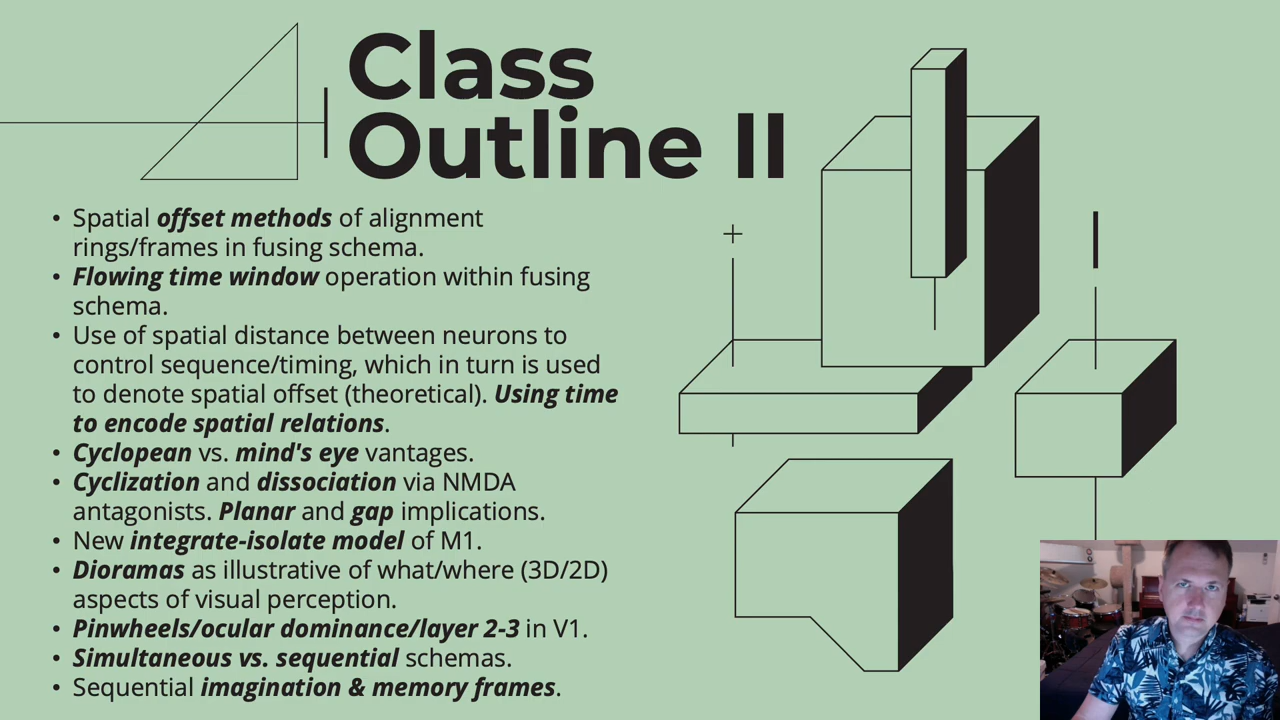 Class
Outline II
• Spatial offset methods of alignment
rings/frames in fusing schema.
• Flowing time window operation within fusing
schema.
• Use of spatial distance between neurons to
control sequence/timing, which in turn is used
to denote spatial offset (theoretical). Using time
to encode spatial relations.
• Cyclopean vs. mind's eye vantages.
• Cyclization and dissociation via NMDA
antagonists. Planar and gap implications.
• New integrate-isolate model of M1.
• Dioramas as illustrative of what/where (3D/2D)
aspects of visual perception.
• Pinwheels/ocular dominance/layer 2-3 in V1.
• Simultaneous vs. sequential schemas.
• Sequential imagination & memory frames.